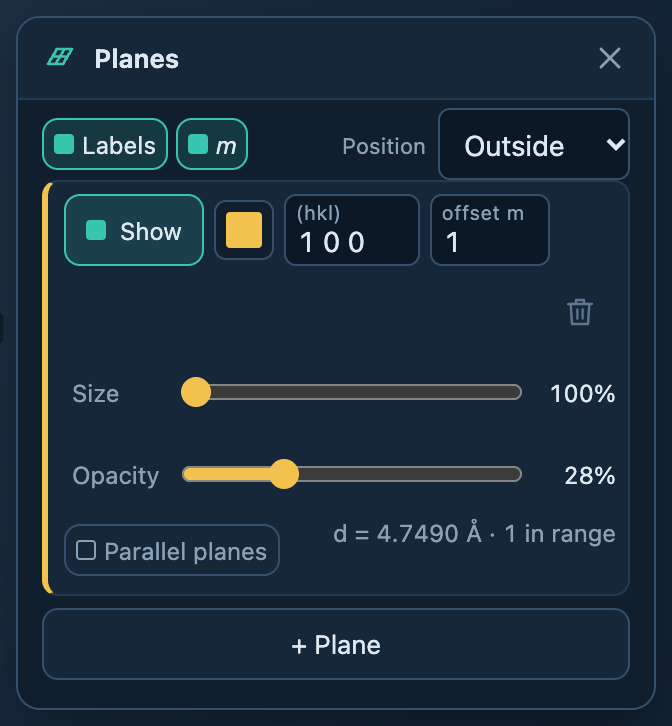 Planes
Labels m Position Outside
Show (hkl) 1 0 0 offset m 1
Size 100%
Opacity 28%
Parallel planes d = 4.7490 Å · 1 in range
+ Plane